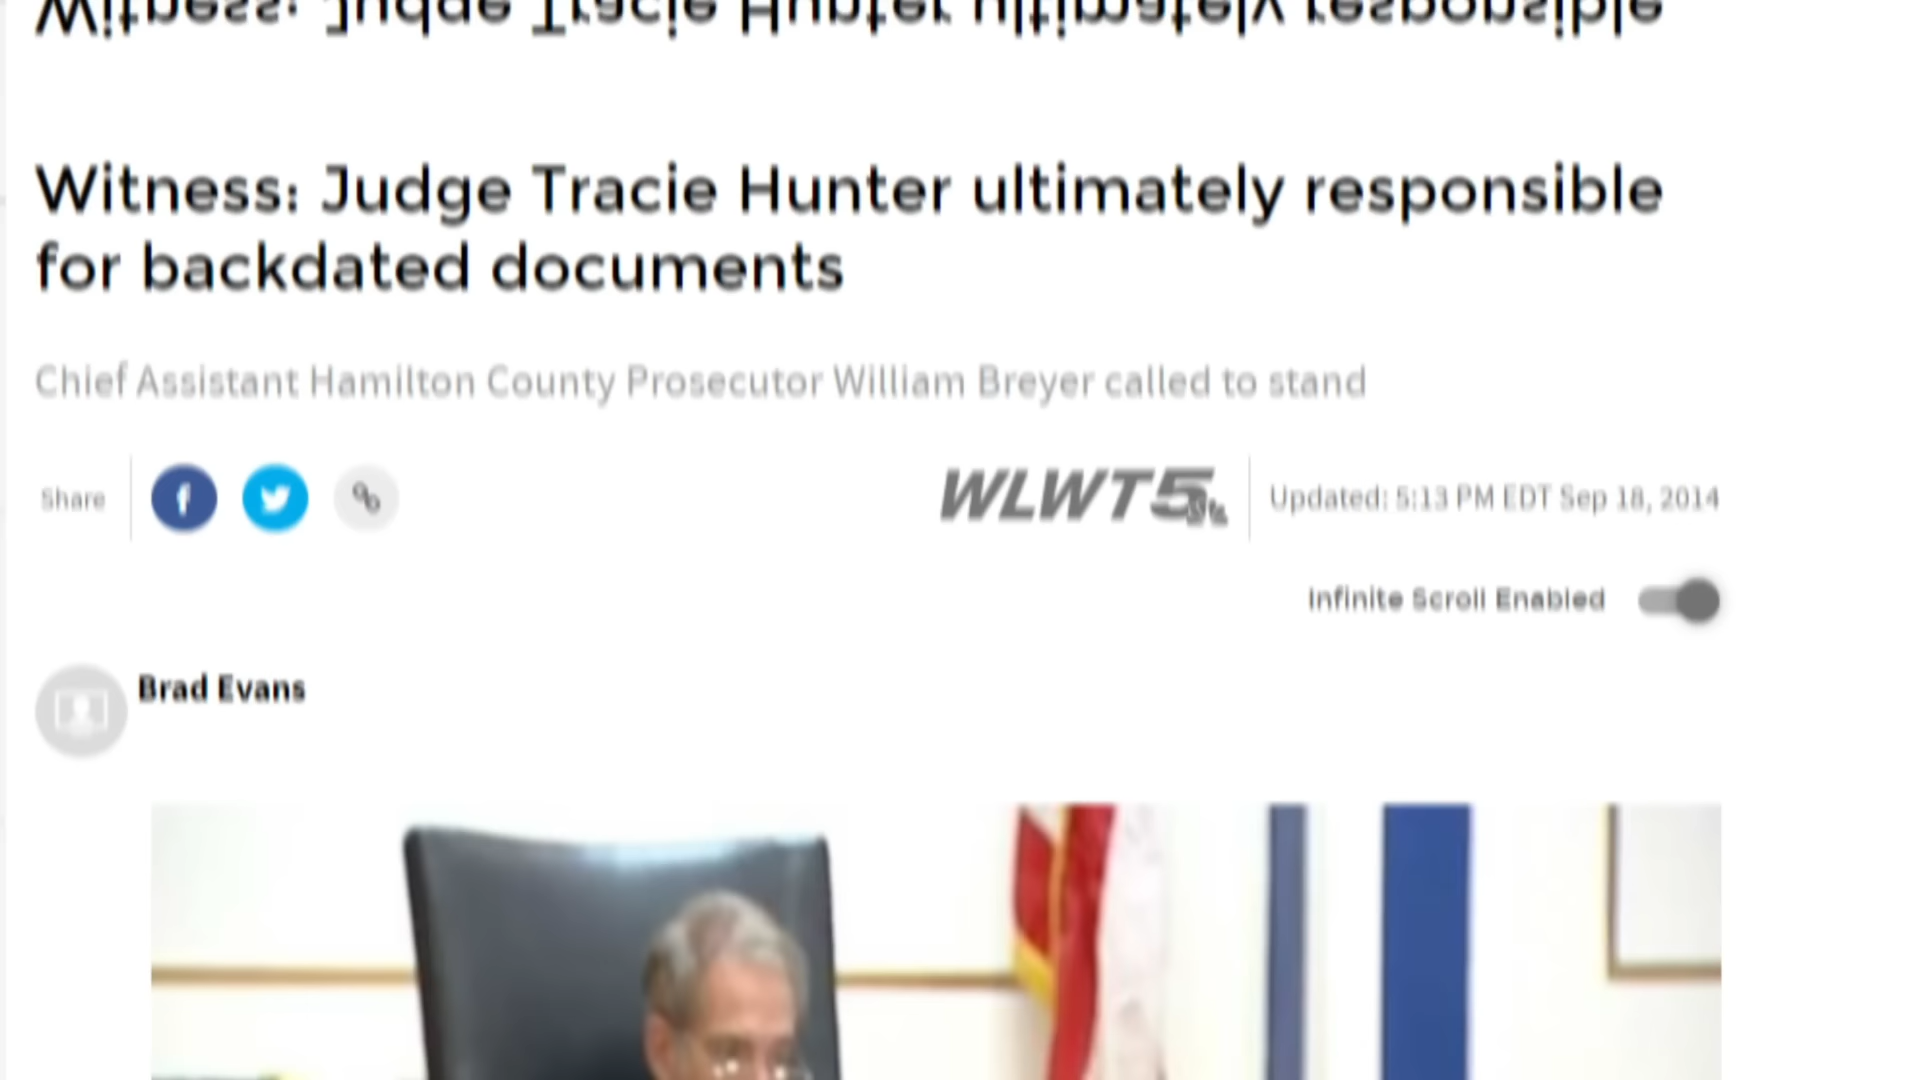 Witness: Judge Tracie Hunter ultimately responsible
Witness: Judge Tracie Hunter ultimately responsible
for backdated documents
Chief Assistant Hamilton County Prosecutor William Breyer called to stand
Share
WLWT5
Updated: 5:13 PM EDT Sep 18, 2014
Infinite Scroll Enabled
Brad Evans